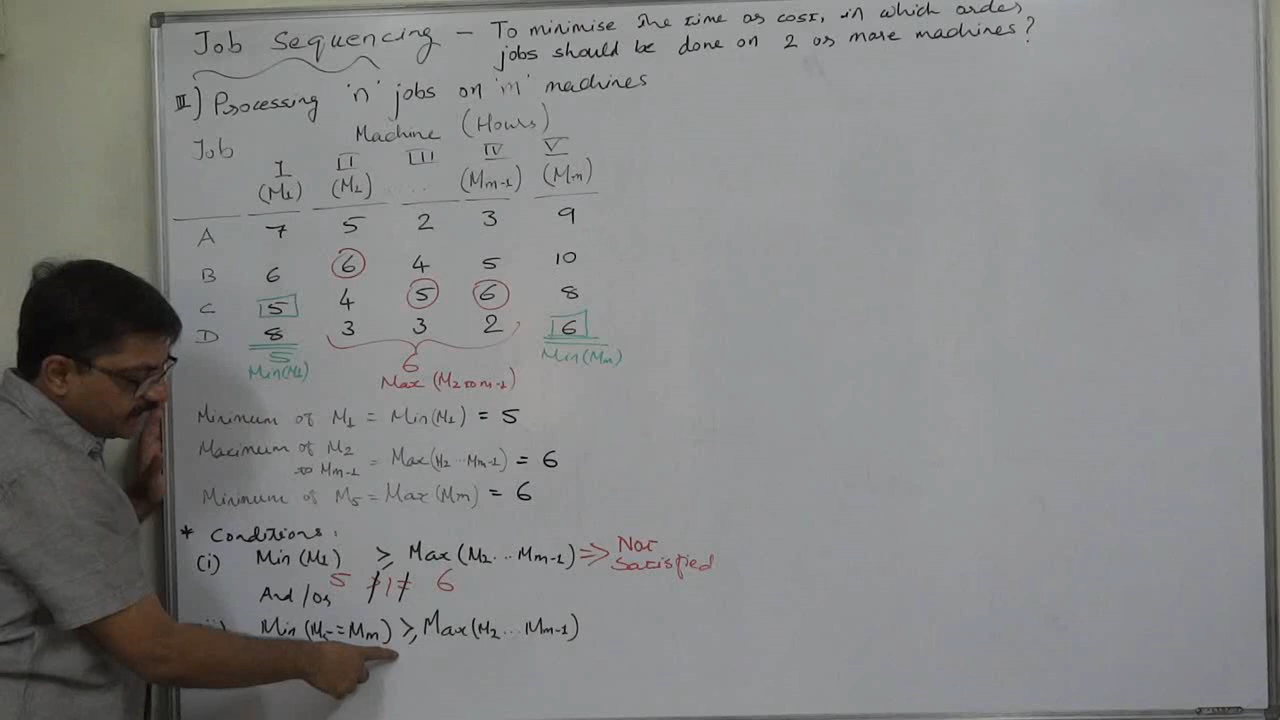 Job Sequencing – To minimise the time or cost, in which order
jobs should be done on 2 or more machines?
III) Processing 'n' jobs on 'm' machines
Job Machine (Hours)
I II III IV V
(M1) (M2) .. (Mm-1) (Mm)
A 7 5 2 3 9
B 6 6 4 5 10
C 5 4 5 6 8
D 8 3 3 2 6
5 6 Min(Mm)
Min(M1) Max (M2 to m-1)
Minimum of M1 = Min(M1) = 5
Maximum of M2
to Mm-1 = Max(M2 ... Mm-1) = 6
Minimum of M5 = Max(Mm) = 6
* Conditions:
(i) Min (M1) ≥ Max (M2 ... Mm-1) ⇒ Not
Satisfied
5 ≯ / ≠ 6
And/or
Min (M5 = Mm) ≥ Max (M2 ... Mm-1)